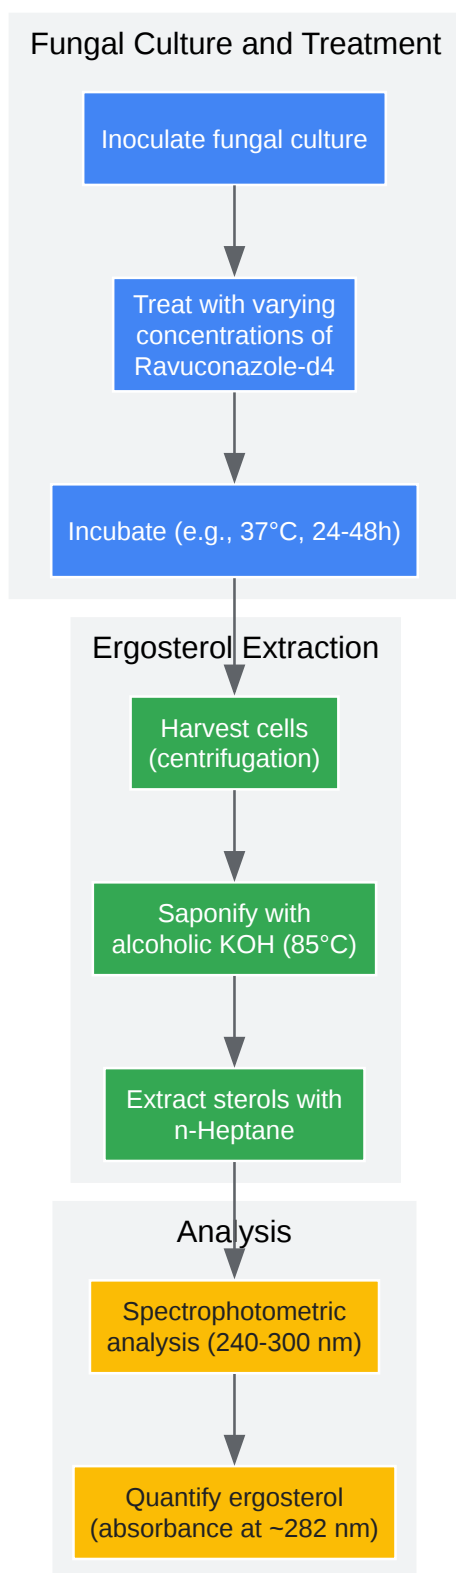 Fungal Culture and Treatment
Inoculate fungal culture
Treat with varying
concentrations of
Ravuconazole-d4
Incubate (e.g., 37°C, 24-48h)
Ergosterol Extraction
Harvest cells
(centrifugation)
Saponify with
alcoholic KOH (85°C)
Extract sterols with
n-Heptane
Analysis
Spectrophotometric
analysis (240-300 nm)
Quantify ergosterol
(absorbance at ~282 nm)